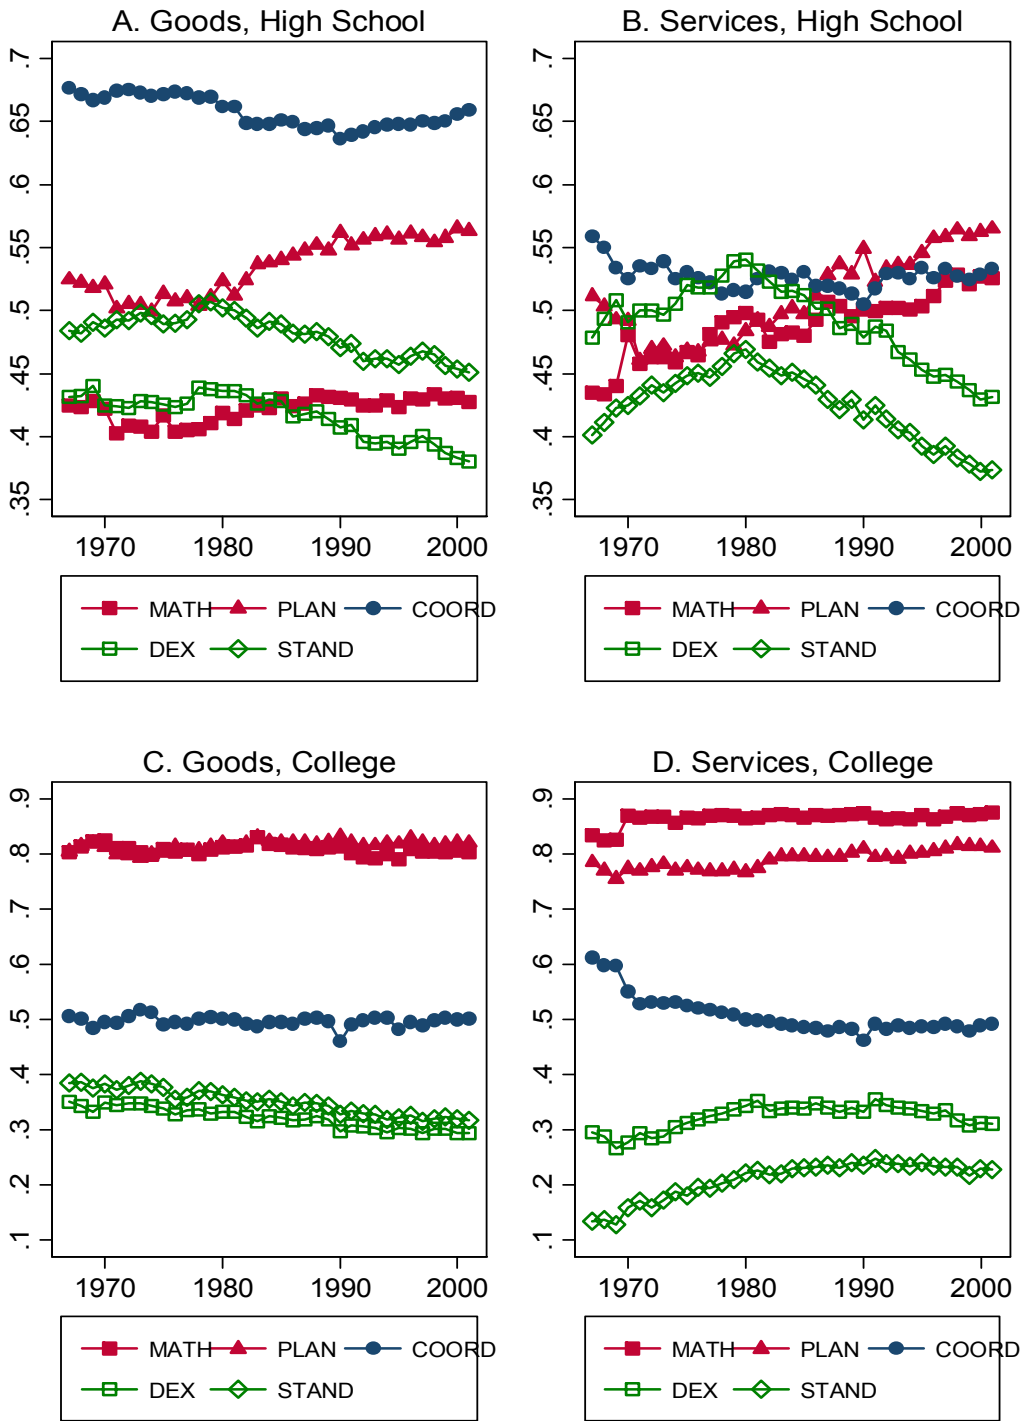 A. Goods, High School
B. Services, High School
.7
.65
.6
.55
.5
.45
.4
.35
1970
1980
1990
2000
.7
.65
.6
.55
.5
.45
.4
.35
1970
1980
1990
2000
MATH
PLAN
COORD
DEX
STAND
MATH
PLAN
COORD
DEX
STAND
C. Goods, College
D. Services, College
.9
.8
.7
.6
.5
.4
.3
.2
.1
1970
1980
1990
2000
.9
.8
.7
.6
.5
.4
.3
.2
.1
1970
1980
1990
2000
MATH
PLAN
COORD
DEX
STAND
MATH
PLAN
COORD
DEX
STAND